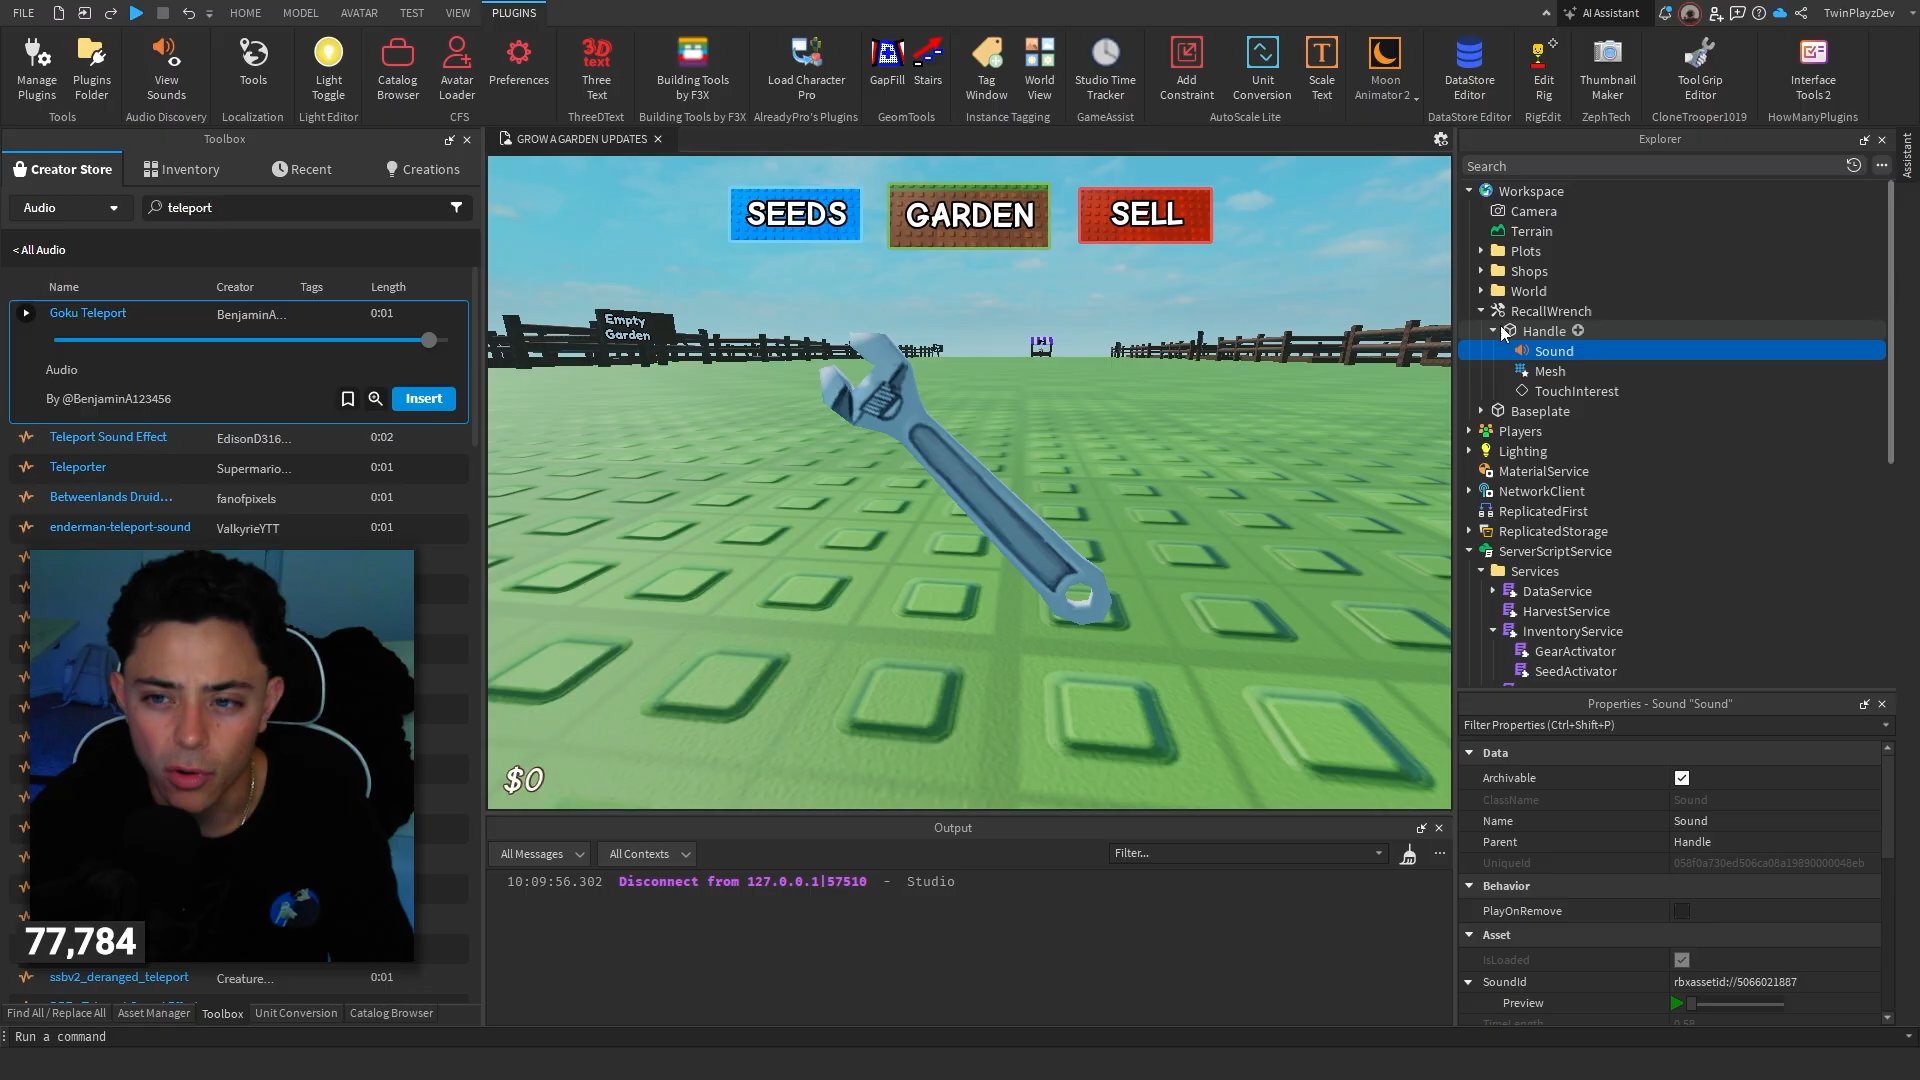 FILE
HOME
MODEL
AVATAR
TEST
VIEW
PLUGINS
AI Assistant
TwinPlayzDev
Manage Plugins
Plugins Folder
View Sounds
Tools
Light Toggle
Catalog Browser
Avatar Loader
Preferences
3D text
Three Text
Building Tools by F3X
Load Character Pro
GapFill
Stairs
Tag Window
World View
Studio Time Tracker
Add Constraint
Unit Conversion
Scale Text
Moon Animator 2
DataStore Editor
Edit Rig
Thumbnail Maker
Tool Grip Editor
Interface Tools 2
Tools
Audio Discovery
Localization
Light Editor
CFS
ThreeDText
Building Tools by F3X
AlreadyPro's Plugins
GeomTools
Instance Tagging
GameAssist
AutoScale Lite
DataStore Editor
RigEdit
ZephTech
CloneTrooper1019
HowManyPlugins
Toolbox
Creator Store
Inventory
Recent
Creations
Audio
teleport
< All Audio
Name Creator Tags Length
Goku Teleport BenjaminA... 0:01
Audio
By @BenjaminA123456
Insert
Teleport Sound Effect EdisonD316... 0:02
Teleporter Supermario... 0:01
Betweenlands Druid... fanofpixels 0:01
enderman-teleport-sound ValkyrieYTT 0:01
77,784
ssbv2_deranged_teleport Creature... 0:01
Find All / Replace All
Asset Manager
Toolbox
Unit Conversion
Catalog Browser
Run a command
GROW A GARDEN UPDATES
SEEDS
GARDEN
SELL
Empty
Garden
$0
Output
All Messages
All Contexts
Filter...
10:09:56.302 Disconnect from 127.0.0.1|57510 - Studio
Explorer
Assistant
Search
Workspace
Camera
Terrain
Plots
Shops
World
RecallWrench
Handle
Sound
Mesh
TouchInterest
Baseplate
Players
Lighting
MaterialService
NetworkClient
ReplicatedFirst
ReplicatedStorage
ServerScriptService
Services
DataService
HarvestService
InventoryService
GearActivator
SeedActivator
Properties - Sound "Sound"
Filter Properties (Ctrl+Shift+P)
Data
Archivable
ClassName Sound
Name Sound
Parent Handle
UniqueId 058f0a730ed506ca08a19890000048eb
Behavior
PlayOnRemove
Asset
IsLoaded
SoundId rbxassetid://5066021887
Preview
TimeLength 0.58